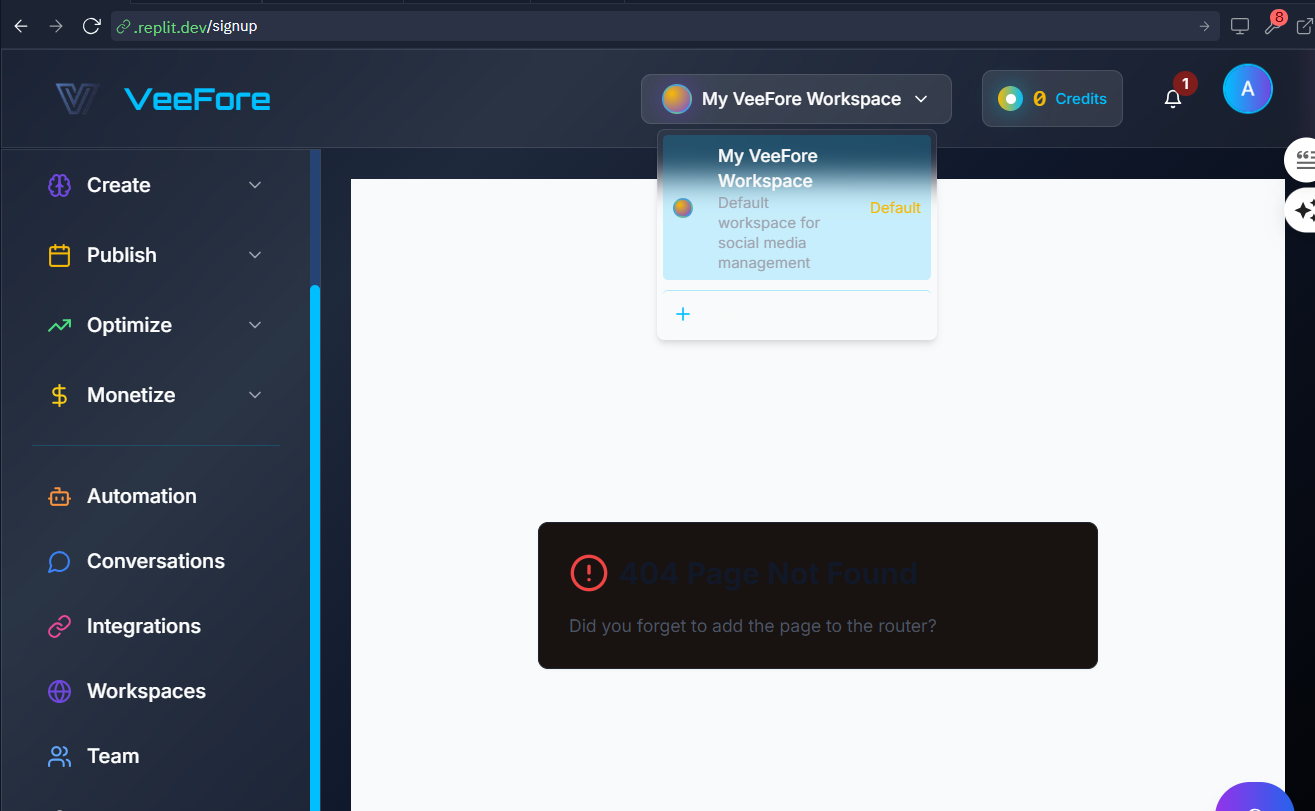 .replit.dev/signup
8
VeeFore
My VeeFore Workspace
0 Credits
1
A
My VeeFore
Workspace
Default
workspace for
social media
management
Default
Create
Publish
Optimize
Monetize
Automation
Conversations
Integrations
Workspaces
Team
404 Page Not Found
Did you forget to add the page to the router?